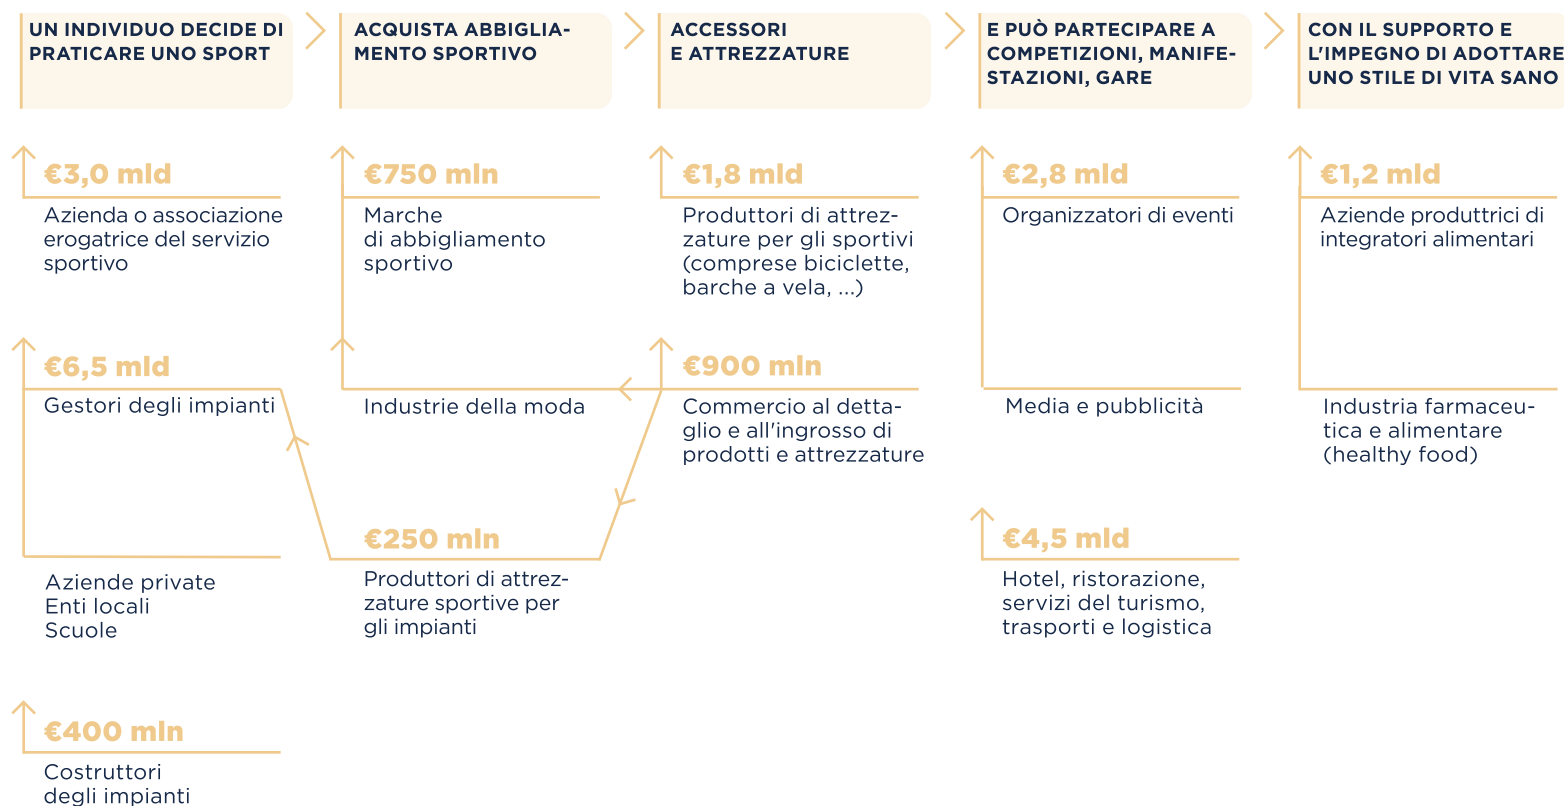 UN INDIVIDUO DECIDE DI
PRATICARE UNO SPORT
ACQUISTA ABBIGLIA-
MENTO SPORTIVO
ACCESSORI
E ATTREZZATURE
E PUÒ PARTECIPARE A
COMPETIZIONI, MANIFE-
STAZIONI, GARE
CON IL SUPPORTO E
L'IMPEGNO DI ADOTTARE
UNO STILE DI VITA SANO
€3,0 mld
Azienda o associazione
erogatrice del servizio
sportivo
€750 mln
Marche
di abbigliamento
sportivo
€1,8 mld
Produttori di attrez-
zature per gli sportivi
(comprese biciclette,
barche a vela, ...)
€2,8 mld
Organizzatori di eventi
€1,2 mld
Aziende produttrici di
integratori alimentari
€6,5 mld
Gestori degli impianti
Industrie della moda
€900 mln
Commercio al detta-
glio e all'ingrosso di
prodotti e attrezzature
Media e pubblicità
Industria farmaceu-
tica e alimentare
(healthy food)
Aziende private
Enti locali
Scuole
€250 mln
Produttori di attrez-
zature sportive per
gli impianti
€4,5 mld
Hotel, ristorazione,
servizi del turismo,
trasporti e logistica
€400 mln
Costruttori
degli impianti